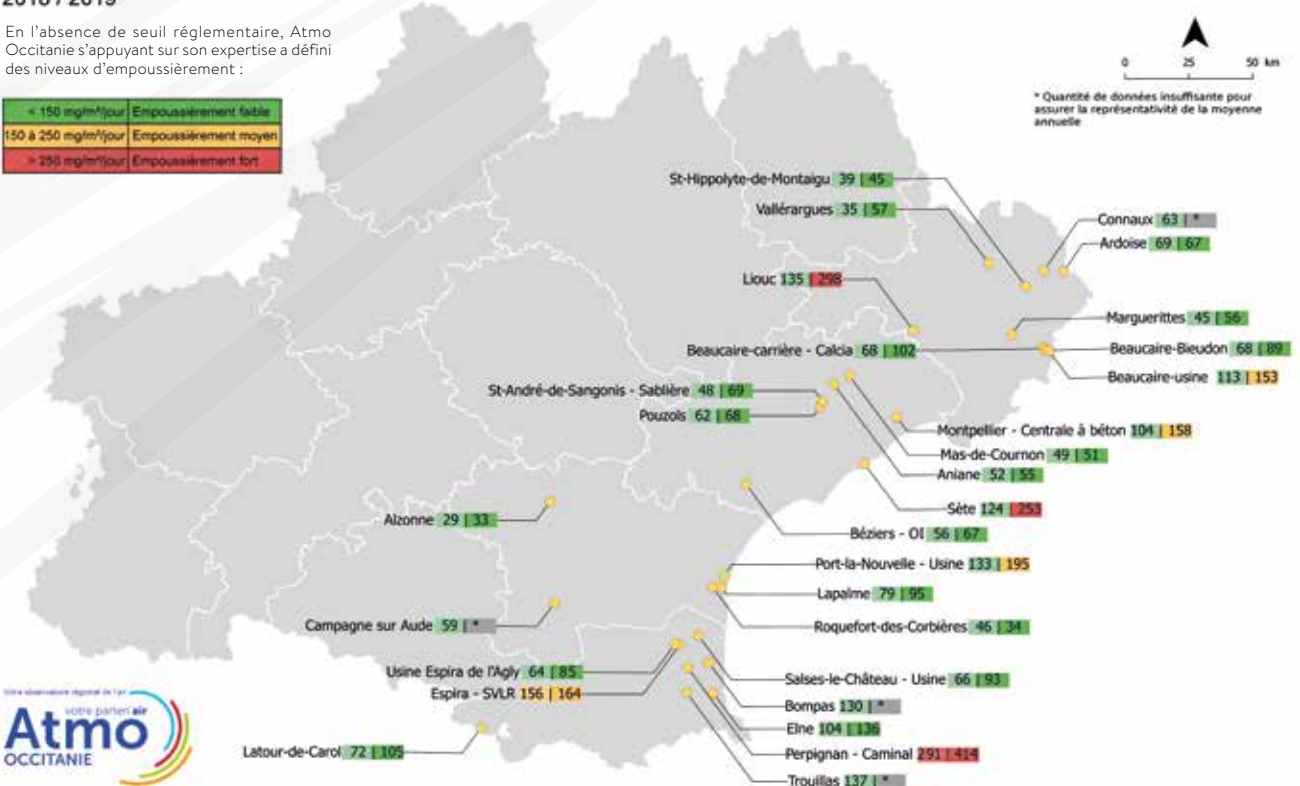 2018 / 2019
En l'absence de seuil réglementaire, Atmo
Occitanie s'appuyant sur son expertise a défini
des niveaux d'empoussièrement :
< 150 mg/m²/jour Empoussièrement faible
150 à 250 mg/m²/jour Empoussièrement moyen
> 250 mg/m²/jour Empoussièrement fort
0 25 50 km
* Quantité de données insuffisante pour
assurer la représentativité de la moyenne
annuelle
St-Hippolyte-de-Montaigu 39 | 45
Vallérargues 35 | 57
Connaux 63 | *
Ardoise 69 | 67
Liouc 135 | 298
Marguerittes 45 | 56
Beaucaire-carrière - Calcia 68 | 102
Beaucaire-Bieudon 68 | 89
Beaucaire-usine 113 | 153
St-André-de-Sangonis - Sablière 48 | 69
Pouzols 62 | 68
Montpellier - Centrale à béton 104 | 158
Mas-de-Cournon 49 | 51
Aniane 52 | 55
Sète 124 | 253
Alzonne 29 | 33
Béziers - OI 56 | 67
Port-la-Nouvelle - Usine 133 | 195
Lapalme 79 | 95
Campagne sur Aude 59 | *
Roquefort-des-Corbières 46 | 34
Usine Espira de l'Agly 64 | 85
Salses-le-Château - Usine 66 | 93
Espira - SVLR 156 | 164
Bompas 130 | *
Elne 104 | 136
Latour-de-Carol 72 | 105
Perpignan - Caminal 291 | 414
Trouillas 137 | *
votre observatoire régional de l'air
votre parten'air
Atmo
OCCITANIE